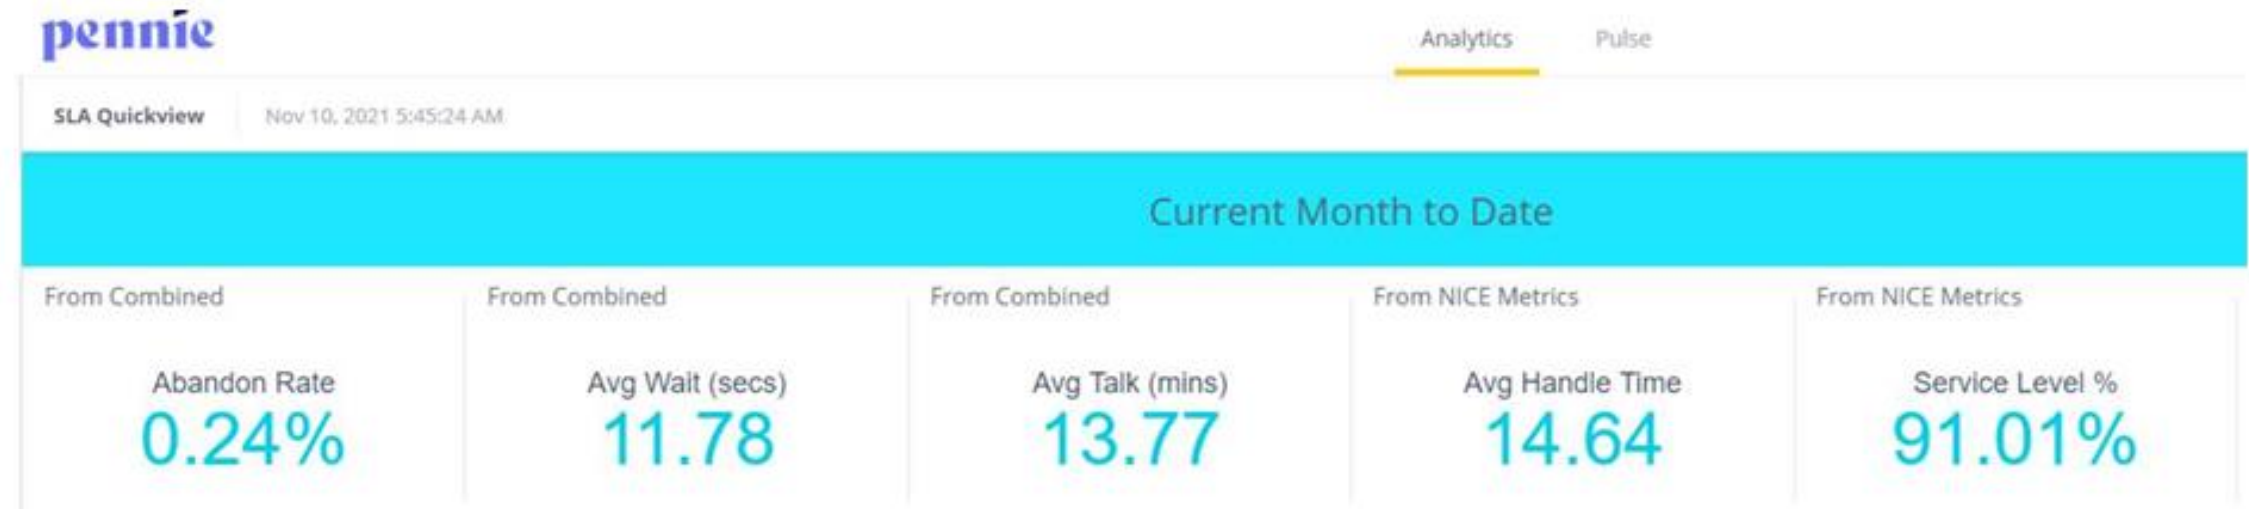 pennie
Analytics Pulse
SLA Quickview Nov 10, 2021 5:45:24 AM
Current Month to Date
From Combined From Combined From Combined From NICE Metrics From NICE Metrics
Abandon Rate Avg Wait (secs) Avg Talk (mins) Avg Handle Time Service Level %
0.24% 11.78 13.77 14.64 91.01%